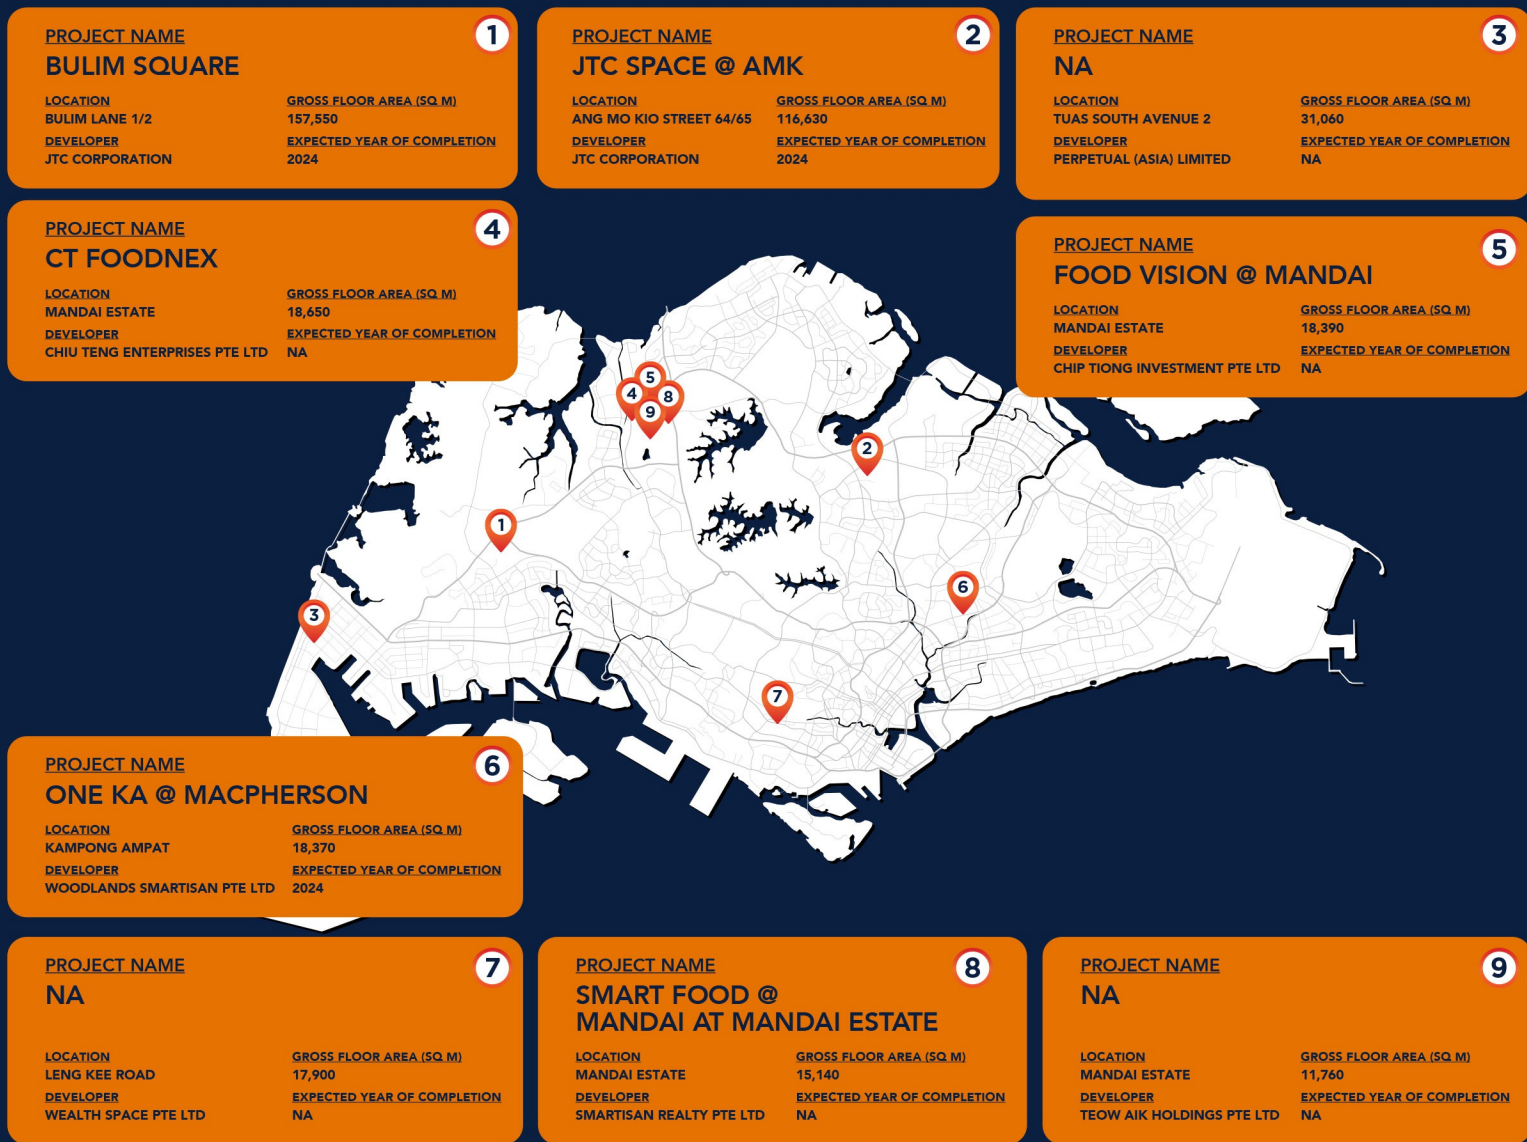 PROJECT NAME
1
BULIM SQUARE
LOCATION
GROSS FLOOR AREA (SQ M)
BULIM LANE 1/2
157,550
DEVELOPER
EXPECTED YEAR OF COMPLETION
JTC CORPORATION
2024
PROJECT NAME
2
JTC SPACE @ AMK
LOCATION
GROSS FLOOR AREA (SQ M)
ANG MO KIO STREET 64/65
116,630
DEVELOPER
EXPECTED YEAR OF COMPLETION
JTC CORPORATION
2024
PROJECT NAME
3
NA
LOCATION
GROSS FLOOR AREA (SQ M)
TUAS SOUTH AVENUE 2
31,060
DEVELOPER
EXPECTED YEAR OF COMPLETION
PERPETUAL (ASIA) LIMITED
NA
PROJECT NAME
4
CT FOODNEX
LOCATION
GROSS FLOOR AREA (SQ M)
MANDAI ESTATE
18,650
DEVELOPER
EXPECTED YEAR OF COMPLETION
CHIU TENG ENTERPRISES PTE LTD
NA
PROJECT NAME
5
FOOD VISION @ MANDAI
LOCATION
GROSS FLOOR AREA (SQ M)
MANDAI ESTATE
18,390
DEVELOPER
EXPECTED YEAR OF COMPLETION
CHIP TIONG INVESTMENT PTE LTD
NA
5
4
8
9
2
1
6
3
7
PROJECT NAME
6
ONE KA @ MACPHERSON
LOCATION
GROSS FLOOR AREA (SQ M)
KAMPONG AMPAT
18,370
DEVELOPER
EXPECTED YEAR OF COMPLETION
WOODLANDS SMARTISAN PTE LTD
2024
PROJECT NAME
7
NA
LOCATION
GROSS FLOOR AREA (SQ M)
LENG KEE ROAD
17,900
DEVELOPER
EXPECTED YEAR OF COMPLETION
WEALTH SPACE PTE LTD
NA
PROJECT NAME
8
SMART FOOD @
MANDAI AT MANDAI ESTATE
LOCATION
GROSS FLOOR AREA (SQ M)
MANDAI ESTATE
15,140
DEVELOPER
EXPECTED YEAR OF COMPLETION
SMARTISAN REALTY PTE LTD
NA
PROJECT NAME
9
NA
LOCATION
GROSS FLOOR AREA (SQ M)
MANDAI ESTATE
11,760
DEVELOPER
EXPECTED YEAR OF COMPLETION
TEOW AIK HOLDINGS PTE LTD
NA